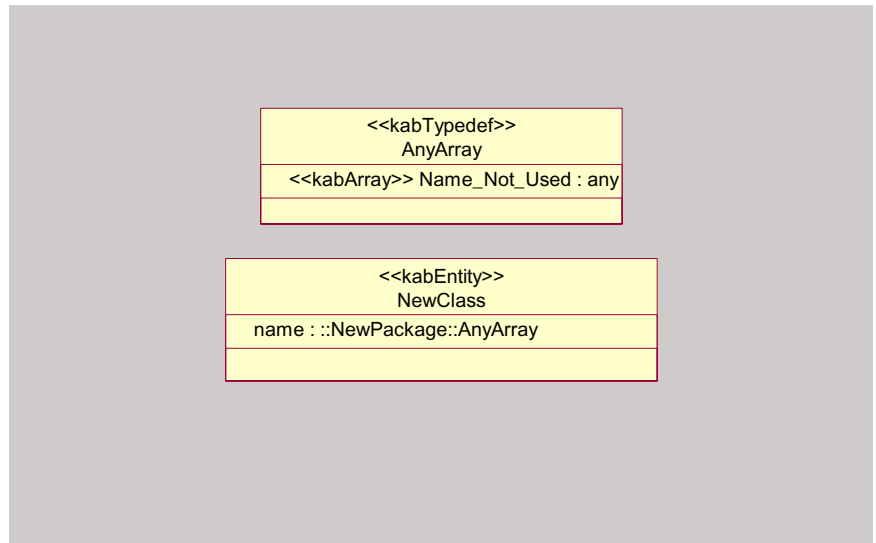 <<kabTypedef>>
AnyArray
<<kabArray>> Name_Not_Used : any
<<kabEntity>>
NewClass
name : ::NewPackage::AnyArray